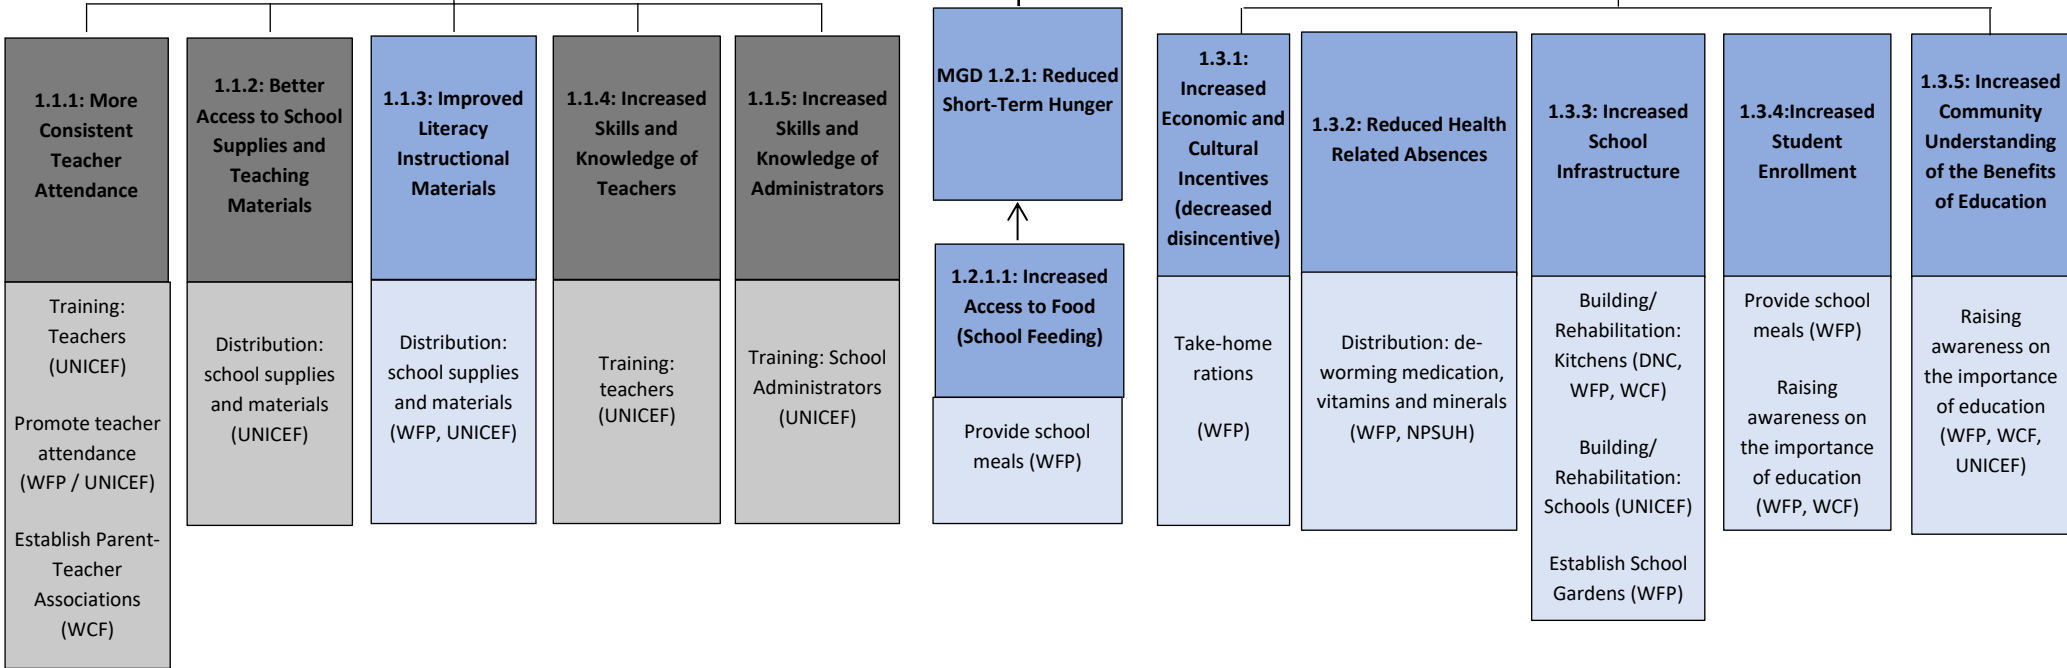 1.1.1: More
Consistent
Teacher
Attendance
Training:
Teachers
(UNICEF)
Promote teacher
attendance
(WFP / UNICEF)
Establish Parent-
Teacher
Associations
(WCF)
1.1.2: Better
Access to School
Supplies and
Teaching
Materials
Distribution:
school supplies
and materials
(UNICEF)
1.1.3: Improved
Literacy
Instructional
Materials
Distribution:
school supplies
and materials
(WFP, UNICEF)
1.1.4: Increased
Skills and
Knowledge of
Teachers
Training:
teachers
(UNICEF)
1.1.5: Increased
Skills and
Knowledge of
Administrators
Training: School
Administrators
(UNICEF)
MGD 1.2.1: Reduced
Short-Term Hunger
1.2.1.1: Increased
Access to Food
(School Feeding)
Provide school
meals (WFP)
1.3.1:
Increased
Economic and
Cultural
Incentives
(decreased
disincentive)
Take-home
rations
(WFP)
1.3.2: Reduced Health
Related Absences
Distribution: de-
worming medication,
vitamins and minerals
(WFP, NPSUH)
1.3.3: Increased
School
Infrastructure
Building/
Rehabilitation:
Kitchens (DNC,
WFP, WCF)
Building/
Rehabilitation:
Schools (UNICEF)
Establish School
Gardens (WFP)
1.3.4:Increased
Student
Enrollment
Provide school
meals (WFP)
Raising
awareness on
the importance
of education
(WFP, WCF)
1.3.5: Increased
Community
Understanding
of the Benefits
of Education
Raising
awareness on
the importance
of education
(WFP, WCF,
UNICEF)